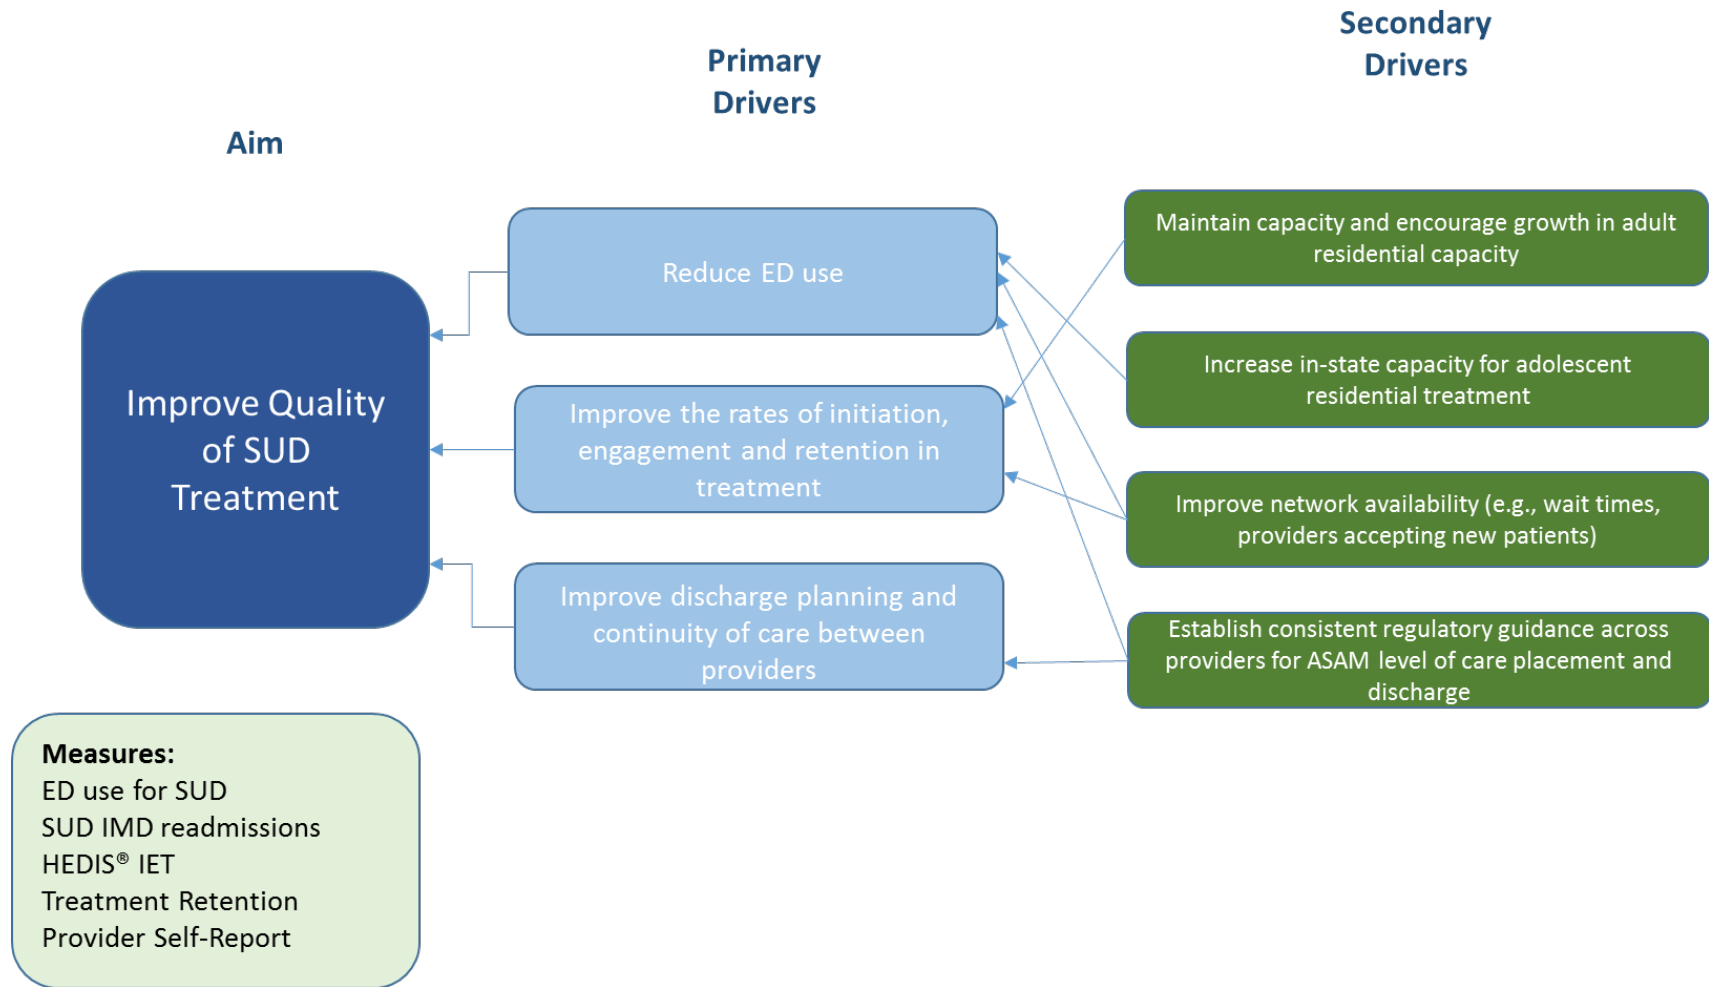 Aim
Primary
Drivers
Secondary
Drivers
Improve Quality
of SUD
Treatment
Reduce ED use
Improve the rates of initiation,
engagement and retention in
treatment
Improve discharge planning and
continuity of care between
providers
Maintain capacity and encourage growth in adult
residential capacity
Increase in-state capacity for adolescent
residential treatment
Improve network availability (e.g., wait times,
providers accepting new patients)
Establish consistent regulatory guidance across
providers for ASAM level of care placement and
discharge
Measures:
ED use for SUD
SUD IMD readmissions
HEDIS® IET
Treatment Retention
Provider Self-Report